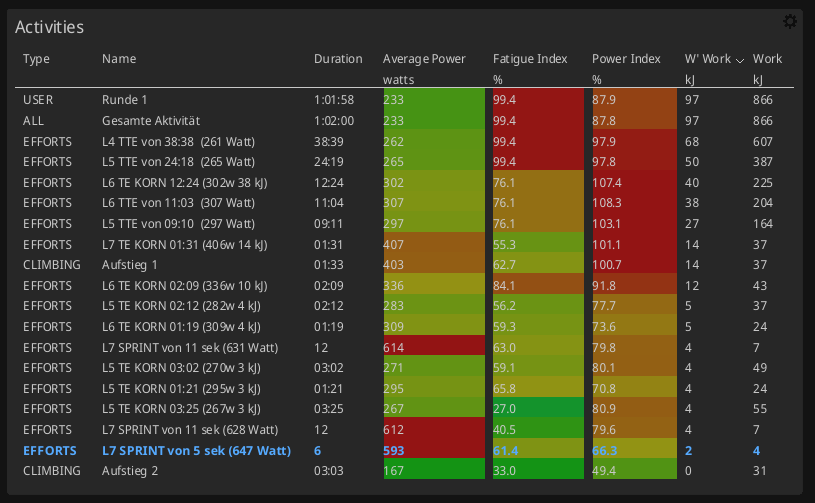 Activities
Type Name Duration Average Power Fatigue Index Power Index W' Work Work
watts % % kJ kJ
USER Runde 1 1:01:58 233 99.4 87.9 97 866
ALL Gesamte Aktivität 1:02:00 233 99.4 87.8 97 866
EFFORTS L4 TTE von 38:38 (261 Watt) 38:39 262 99.4 97.9 68 607
EFFORTS L5 TTE von 24:18 (265 Watt) 24:19 265 99.4 97.8 50 387
EFFORTS L6 TE KORN 12:24 (302w 38 kJ) 12:24 302 76.1 107.4 40 225
EFFORTS L6 TTE von 11:03 (307 Watt) 11:04 307 76.1 108.3 38 204
EFFORTS L5 TTE von 09:10 (297 Watt) 09:11 297 76.1 103.1 27 164
EFFORTS L7 TE KORN 01:31 (406w 14 kJ) 01:31 407 55.3 101.1 14 37
CLIMBING Aufstieg 1 01:33 403 62.7 100.7 14 37
EFFORTS L6 TE KORN 02:09 (336w 10 kJ) 02:09 336 84.1 91.8 12 43
EFFORTS L5 TE KORN 02:12 (282w 4 kJ) 02:12 283 56.2 77.7 5 37
EFFORTS L6 TE KORN 01:19 (309w 4 kJ) 01:19 309 59.3 73.6 5 24
EFFORTS L7 SPRINT von 11 sek (631 Watt) 12 614 63.0 79.8 4 7
EFFORTS L5 TE KORN 03:02 (270w 3 kJ) 03:02 271 59.1 80.1 4 49
EFFORTS L5 TE KORN 01:21 (295w 3 kJ) 01:21 295 65.8 70.8 4 24
EFFORTS L5 TE KORN 03:25 (267w 3 kJ) 03:25 267 27.0 80.9 4 55
EFFORTS L7 SPRINT von 11 sek (628 Watt) 12 612 40.5 79.6 4 7
EFFORTS L7 SPRINT von 5 sek (647 Watt) 6 593 61.4 66.3 2 4
CLIMBING Aufstieg 2 03:03 167 33.0 49.4 0 31